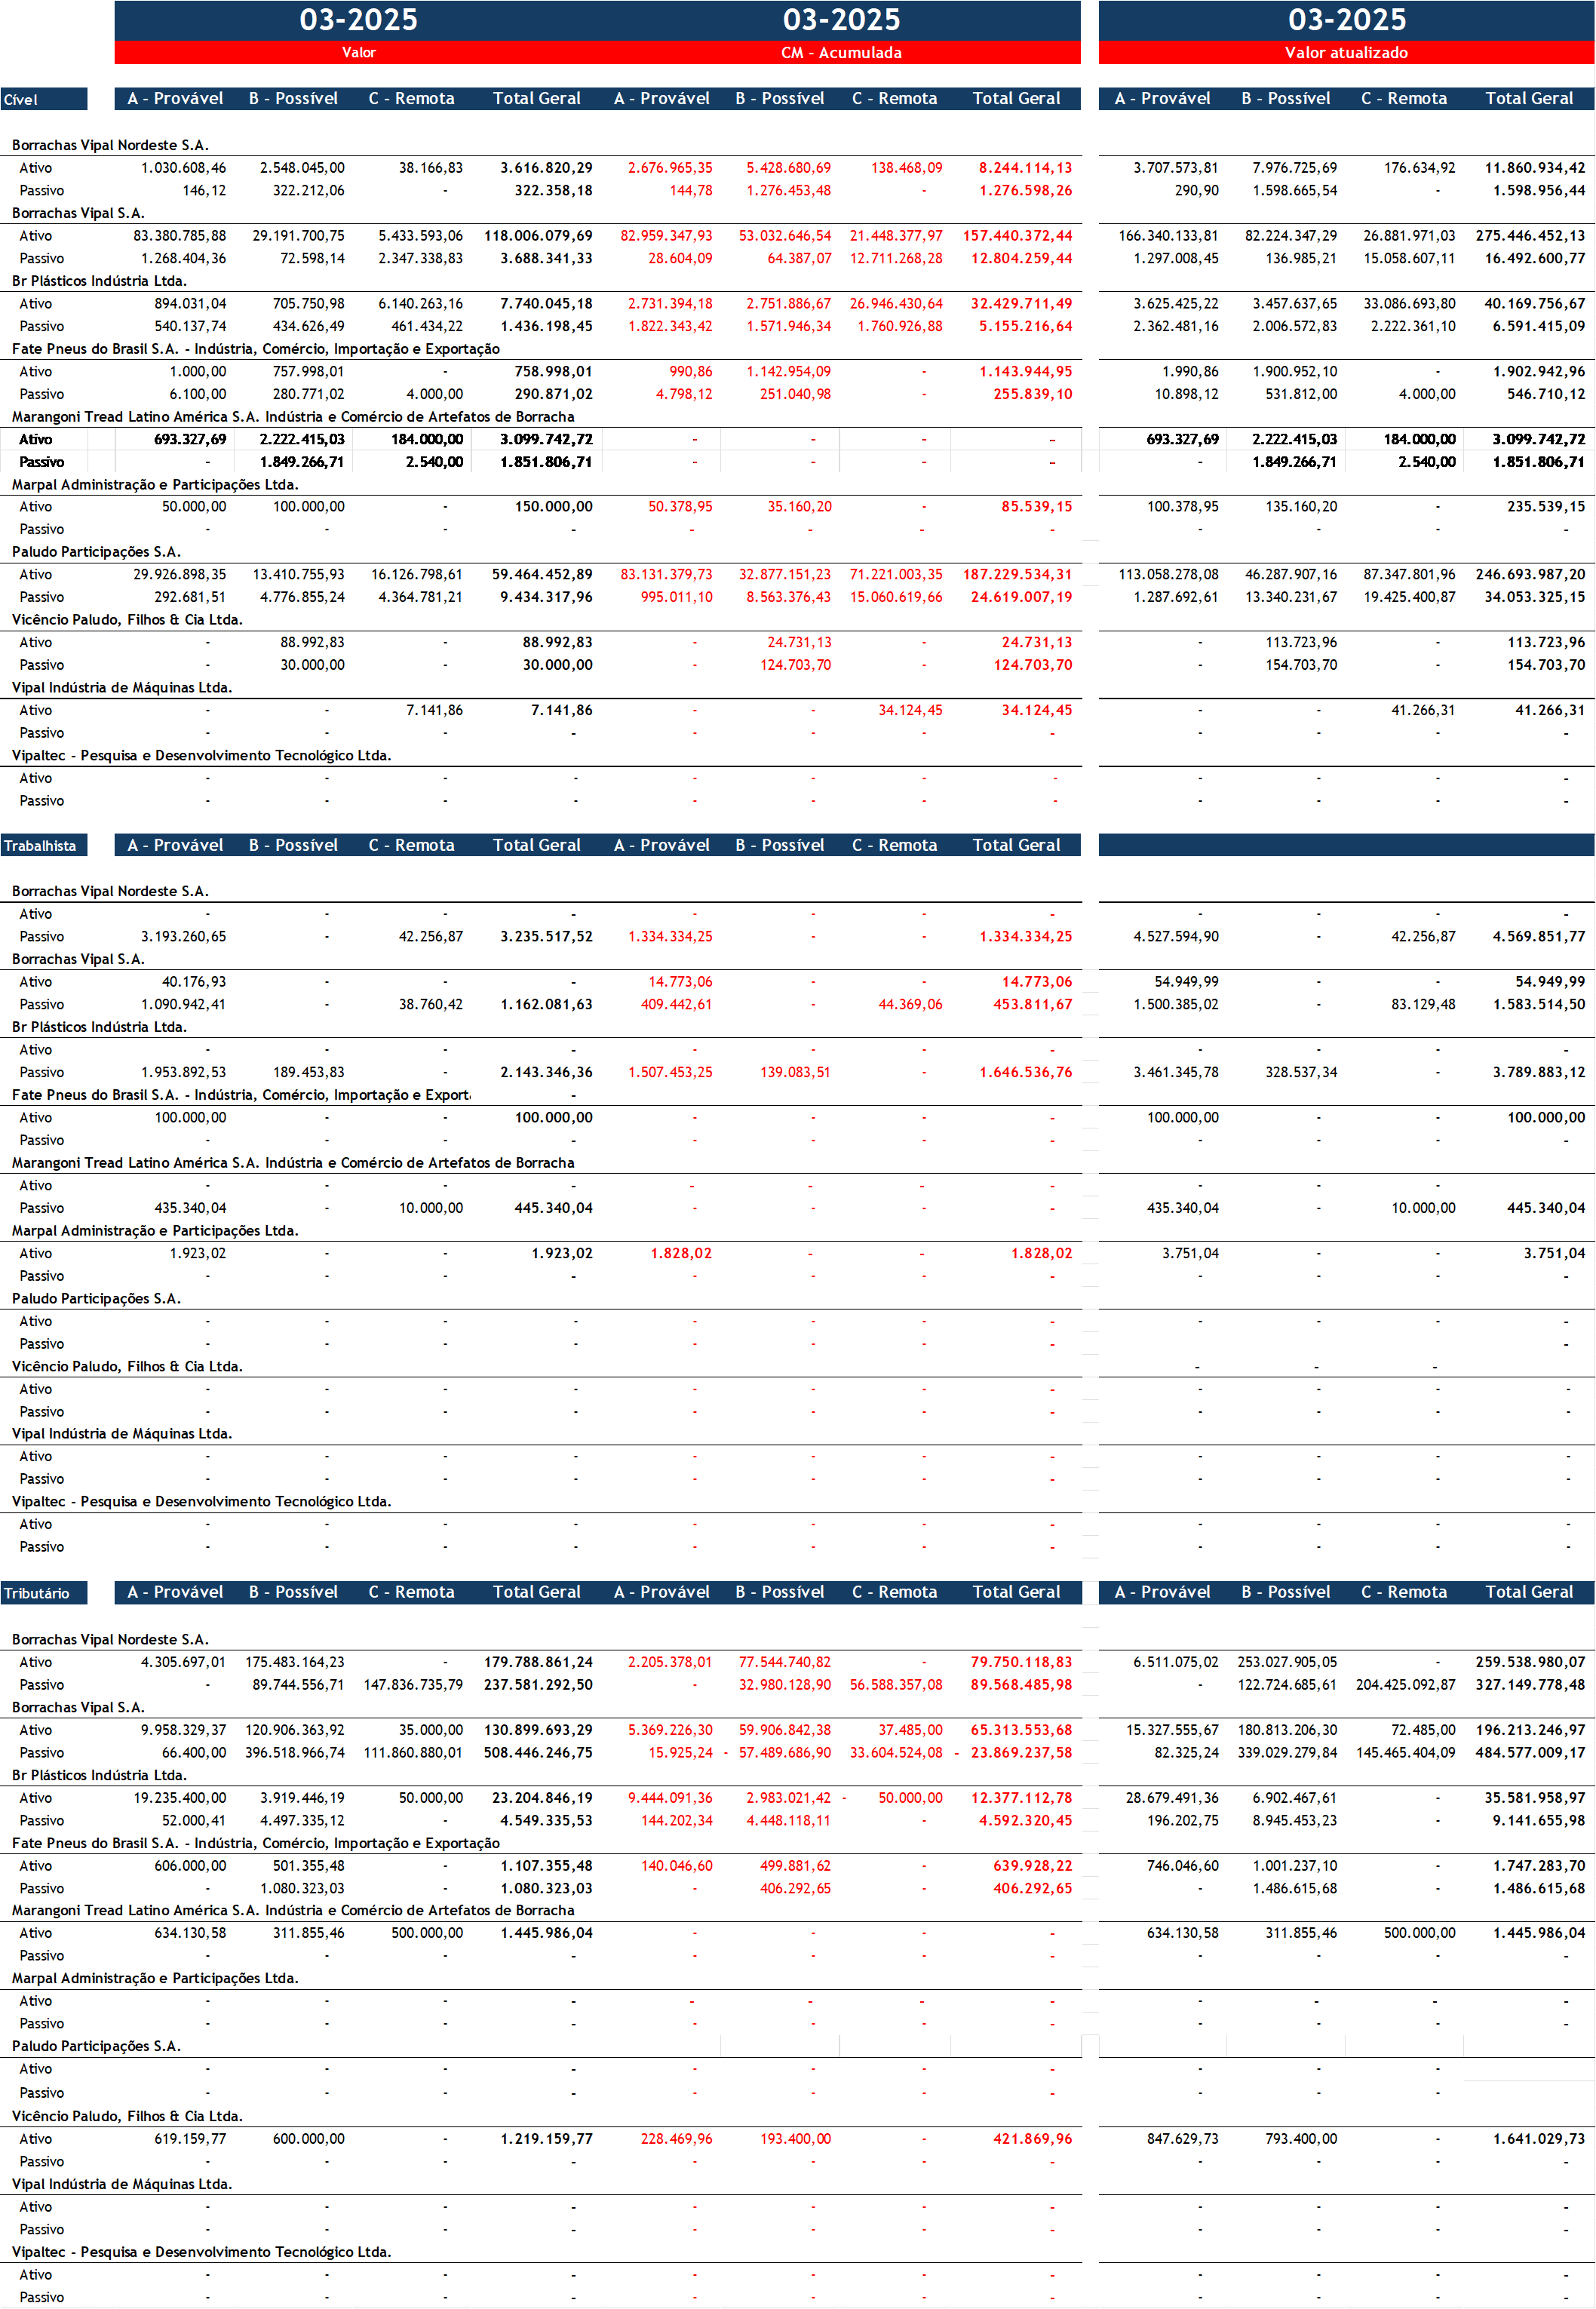 03-2025 03-2025 03-2025
Valor CM - Acumulada Valor atualizado
Cível A - Provável B - Possível C - Remota Total Geral A - Provável B - Possível C - Remota Total Geral A - Provável B - Possível C - Remota Total Geral
Borrachas Vipal Nordeste S.A.
Ativo 1.030.608,46 2.548.045,00 38.166,83 3.616.820,29 2.676.965,35 5.428.680,69 138.468,09 8.244.114,13 3.707.573,81 7.976.725,69 176.634,92 11.860.934,42
Passivo 146,12 322.212,06 - 322.358,18 144,78 1.276.453,48 - 1.276.598,26 290,90 1.598.665,54 - 1.598.956,44
Borrachas Vipal S.A.
Ativo 83.380.785,88 29.191.700,75 5.433.593,06 118.006.079,69 82.959.347,93 53.032.646,54 21.448.377,97 157.440.372,44 166.340.133,81 82.224.347,29 26.881.971,03 275.446.452,13
Passivo 1.268.404,36 72.598,14 2.347.338,83 3.688.341,33 28.604,09 64.387,07 12.711.268,28 12.804.259,44 1.297.008,45 136.985,21 15.058.607,11 16.492.600,77
Br Plásticos Indústria Ltda.
Ativo 894.031,04 705.750,98 6.140.263,16 7.740.045,18 2.731.394,18 2.751.886,67 26.946.430,64 32.429.711,49 3.625.425,22 3.457.637,65 33.086.693,80 40.169.756,67
Passivo 540.137,74 434.626,49 461.434,22 1.436.198,45 1.822.343,42 1.571.946,34 1.760.926,88 5.155.216,64 2.362.481,16 2.006.572,83 2.222.361,10 6.591.415,09
Fate Pneus do Brasil S.A. - Indústria, Comércio, Importação e Exportação
Ativo 1.000,00 757.998,01 - 758.998,01 990,86 1.142.954,09 - 1.143.944,95 1.990,86 1.900.952,10 - 1.902.942,96
Passivo 6.100,00 280.771,02 4.000,00 290.871,02 4.798,12 251.040,98 - 255.839,10 10.898,12 531.812,00 4.000,00 546.710,12
Marangoni Tread Latino América S.A. Indústria e Comércio de Artefatos de Borracha
Ativo 693.327,69 2.222.415,03 184.000,00 3.099.742,72 - - - - 693.327,69 2.222.415,03 184.000,00 3.099.742,72
Passivo - 1.849.266,71 2.540,00 1.851.806,71 - - - - - 1.849.266,71 2.540,00 1.851.806,71
Marpal Administração e Participações Ltda.
Ativo 50.000,00 100.000,00 - 150.000,00 50.378,95 35.160,20 - 85.539,15 100.378,95 135.160,20 - 235.539,15
Passivo - - - - - - - - - - - -
Paludo Participações S.A.
Ativo 29.926.898,35 13.410.755,93 16.126.798,61 59.464.452,89 83.131.379,73 32.877.151,23 71.221.003,35 187.229.534,31 113.058.278,08 46.287.907,16 87.347.801,96 246.693.987,20
Passivo 292.681,51 4.776.855,24 4.364.781,21 9.434.317,96 995.011,10 8.563.376,43 15.060.619,66 24.619.007,19 1.287.692,61 13.340.231,67 19.425.400,87 34.053.325,15
Vicêncio Paludo, Filhos & Cia Ltda.
Ativo - 88.992,83 - 88.992,83 - 24.731,13 - 24.731,13 - 113.723,96 - 113.723,96
Passivo - 30.000,00 - 30.000,00 - 124.703,70 - 124.703,70 - 154.703,70 - 154.703,70
Vipal Indústria de Máquinas Ltda.
Ativo - - 7.141,86 7.141,86 - - 34.124,45 34.124,45 - - 41.266,31 41.266,31
Passivo - - - - - - - - - - - -
Vipaltec - Pesquisa e Desenvolvimento Tecnológico Ltda.
Ativo - - - - - - - - - - - -
Passivo - - - - - - - - - - - -
Trabalhista A - Provável B - Possível C - Remota Total Geral A - Provável B - Possível C - Remota Total Geral
Borrachas Vipal Nordeste S.A.
Ativo - - - - - - - - - - - -
Passivo 3.193.260,65 - 42.256,87 3.235.517,52 1.334.334,25 - - 1.334.334,25 4.527.594,90 - 42.256,87 4.569.851,77
Borrachas Vipal S.A.
Ativo 40.176,93 - - 14.773,06 - - 14.773,06 54.949,99 - - 54.949,99
Passivo 1.090.942,41 - 38.760,42 1.162.081,63 409.442,61 - 44.369,06 453.811,67 1.500.385,02 - 83.129,48 1.583.514,50
Br Plásticos Indústria Ltda.
Ativo - - - - - - - - - - - -
Passivo 1.953.892,53 189.453,83 - 2.143.346,36 1.507.453,25 139.083,51 - 1.646.536,76 3.461.345,78 328.537,34 - 3.789.883,12
Fate Pneus do Brasil S.A. - Indústria, Comércio, Importação e Export -
Ativo 100.000,00 - - 100.000,00 - - - - 100.000,00 - - 100.000,00
Passivo - - - - - - - - - - - -
Marangoni Tread Latino América S.A. Indústria e Comércio de Artefatos de Borracha
Ativo - - - - - - - - - - - -
Passivo 435.340,04 - 10.000,00 445.340,04 - - - - 435.340,04 - 10.000,00 445.340,04
Marpal Administração e Participações Ltda.
Ativo 1.923,02 - - 1.923,02 1.828,02 - - 1.828,02 3.751,04 - - 3.751,04
Passivo - - - - - - - - - - - -
Paludo Participações S.A.
Ativo - - - - - - - - - - - -
Passivo - - - - - - - - - - - -
Vicêncio Paludo, Filhos & Cia Ltda. - - -
Ativo - - - - - - - - - - - -
Passivo - - - - - - - - - - - -
Vipal Indústria de Máquinas Ltda.
Ativo - - - - - - - - - - - -
Passivo - - - - - - - - - - - -
Vipaltec - Pesquisa e Desenvolvimento Tecnológico Ltda.
Ativo - - - - - - - - - - - -
Passivo - - - - - - - - - - - -
Tributário A - Provável B - Possível C - Remota Total Geral A - Provável B - Possível C - Remota Total Geral A - Provável B - Possível C - Remota Total Geral
Borrachas Vipal Nordeste S.A.
Ativo 4.305.697,01 175.483.164,23 - 179.788.861,24 2.205.378,01 77.544.740,82 - 79.750.118,83 6.511.075,02 253.027.905,05 - 259.538.980,07
Passivo - 89.744.556,71 147.836.735,79 237.581.292,50 - 32.980.128,90 56.588.357,08 89.568.485,98 - 122.724.685,61 204.425.092,87 327.149.778,48
Borrachas Vipal S.A.
Ativo 9.958.329,37 120.906.363,92 35.000,00 130.899.693,29 5.369.226,30 59.906.842,38 37.485,00 65.313.553,68 15.327.555,67 180.813.206,30 72.485,00 196.213.246,97
Passivo 66.400,00 396.518.966,74 111.860.880,01 508.446.246,75 15.925,24 - 57.489.686,90 33.604.524,08 - 23.869.237,58 82.325,24 339.029.279,84 145.465.404,09 484.577.009,17
Br Plásticos Indústria Ltda.
Ativo 19.235.400,00 3.919.446,19 50.000,00 23.204.846,19 9.444.091,36 2.983.021,42 - 50.000,00 12.377.112,78 28.679.491,36 6.902.467,61 - 35.581.958,97
Passivo 52.000,41 4.497.335,12 - 4.549.335,53 144.202,34 4.448.118,11 - 4.592.320,45 196.202,75 8.945.453,23 - 9.141.655,98
Fate Pneus do Brasil S.A. - Indústria, Comércio, Importação e Exportação
Ativo 606.000,00 501.355,48 - 1.107.355,48 140.046,60 499.881,62 - 639.928,22 746.046,60 1.001.237,10 - 1.747.283,70
Passivo - 1.080.323,03 - 1.080.323,03 - 406.292,65 - 406.292,65 - 1.486.615,68 - 1.486.615,68
Marangoni Tread Latino América S.A. Indústria e Comércio de Artefatos de Borracha
Ativo 634.130,58 311.855,46 500.000,00 1.445.986,04 - - - - 634.130,58 311.855,46 500.000,00 1.445.986,04
Passivo - - - - - - - - - - - -
Marpal Administração e Participações Ltda.
Ativo - - - - - - - - - - - -
Passivo - - - - - - - - - - - -
Paludo Participações S.A.
Ativo - - - - - - - - - - -
Passivo - - - - - - - - - - -
Vicêncio Paludo, Filhos & Cia Ltda.
Ativo 619.159,77 600.000,00 - 1.219.159,77 228.469,96 193.400,00 - 421.869,96 847.629,73 793.400,00 - 1.641.029,73
Passivo - - - - - - - - - - - -
Vipal Indústria de Máquinas Ltda.
Ativo - - - - - - - - - - - -
Passivo - - - - - - - - - - - -
Vipaltec - Pesquisa e Desenvolvimento Tecnológico Ltda.
Ativo - - - - - - - - - - - -
Passivo - - - - - - - - - - - -